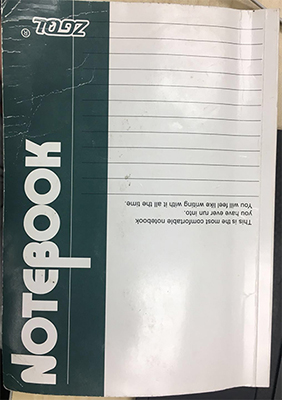 NOTEBOOK
ZGQL®
This is the most comfortable notebook
you have ever run into.
You will feel like writing with it all the time.